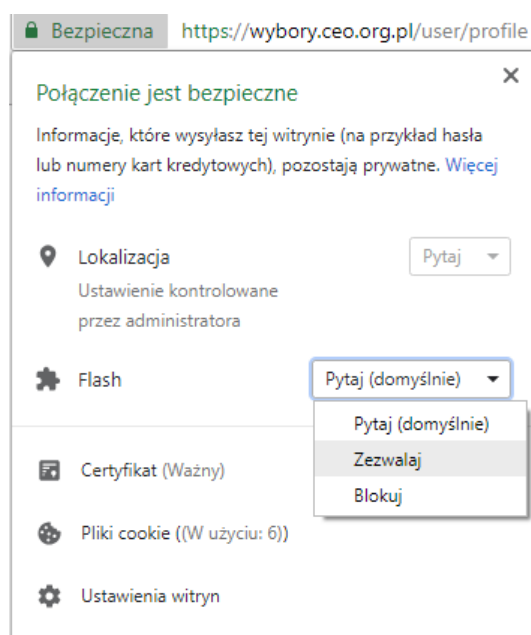 Bezpieczna https://wybory.ceo.org.pl/user/profile
Połączenie jest bezpieczne
Informacje, które wysyłasz tej witrynie (na przykład hasła
lub numery kart kredytowych), pozostają prywatne. Więcej
informacji
Lokalizacja Pytaj
Ustawienie kontrolowane
przez administratora
Flash Pytaj (domyślnie)
Pytaj (domyślnie)
Zezwalaj
Blokuj
Certyfikat (Ważny)
Pliki cookie ((W użyciu: 6))
Ustawienia witryn